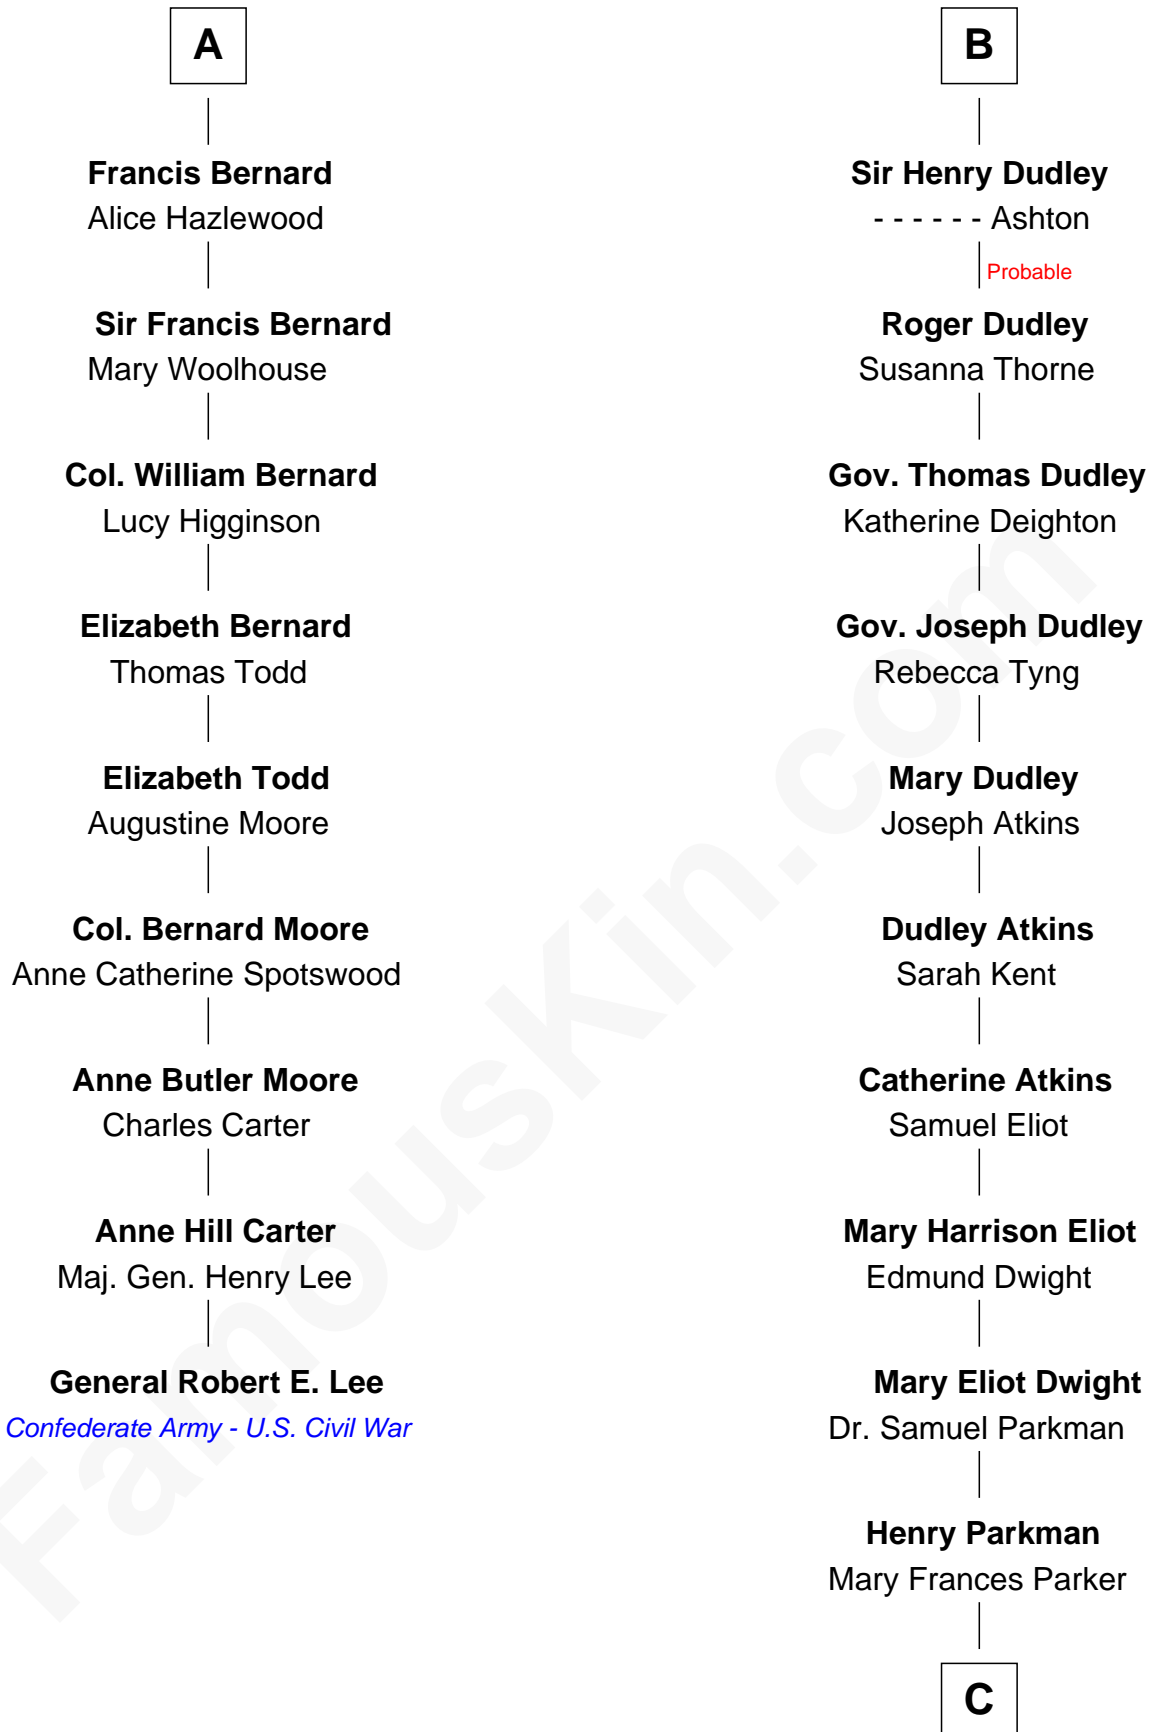 A
Francis Bernard
Alice Hazlewood
Sir Francis Bernard
Mary Woolhouse
Col. William Bernard
Lucy Higginson
Elizabeth Bernard
Thomas Todd
Elizabeth Todd
Augustine Moore
Col. Bernard Moore
Anne Catherine Spotswood
Anne Butler Moore
Charles Carter
Anne Hill Carter
Maj. Gen. Henry Lee
General Robert E. Lee
Confederate Army - U.S. Civil War
B
Sir Henry Dudley
- - - - - - Ashton
Probable
Roger Dudley
Susanna Thorne
Gov. Thomas Dudley
Katherine Deighton
Gov. Joseph Dudley
Rebecca Tyng
Mary Dudley
Joseph Atkins
Dudley Atkins
Sarah Kent
Catherine Atkins
Samuel Eliot
Mary Harrison Eliot
Edmund Dwight
Mary Eliot Dwight
Dr. Samuel Parkman
Henry Parkman
Mary Frances Parker
C
FamousKin.com